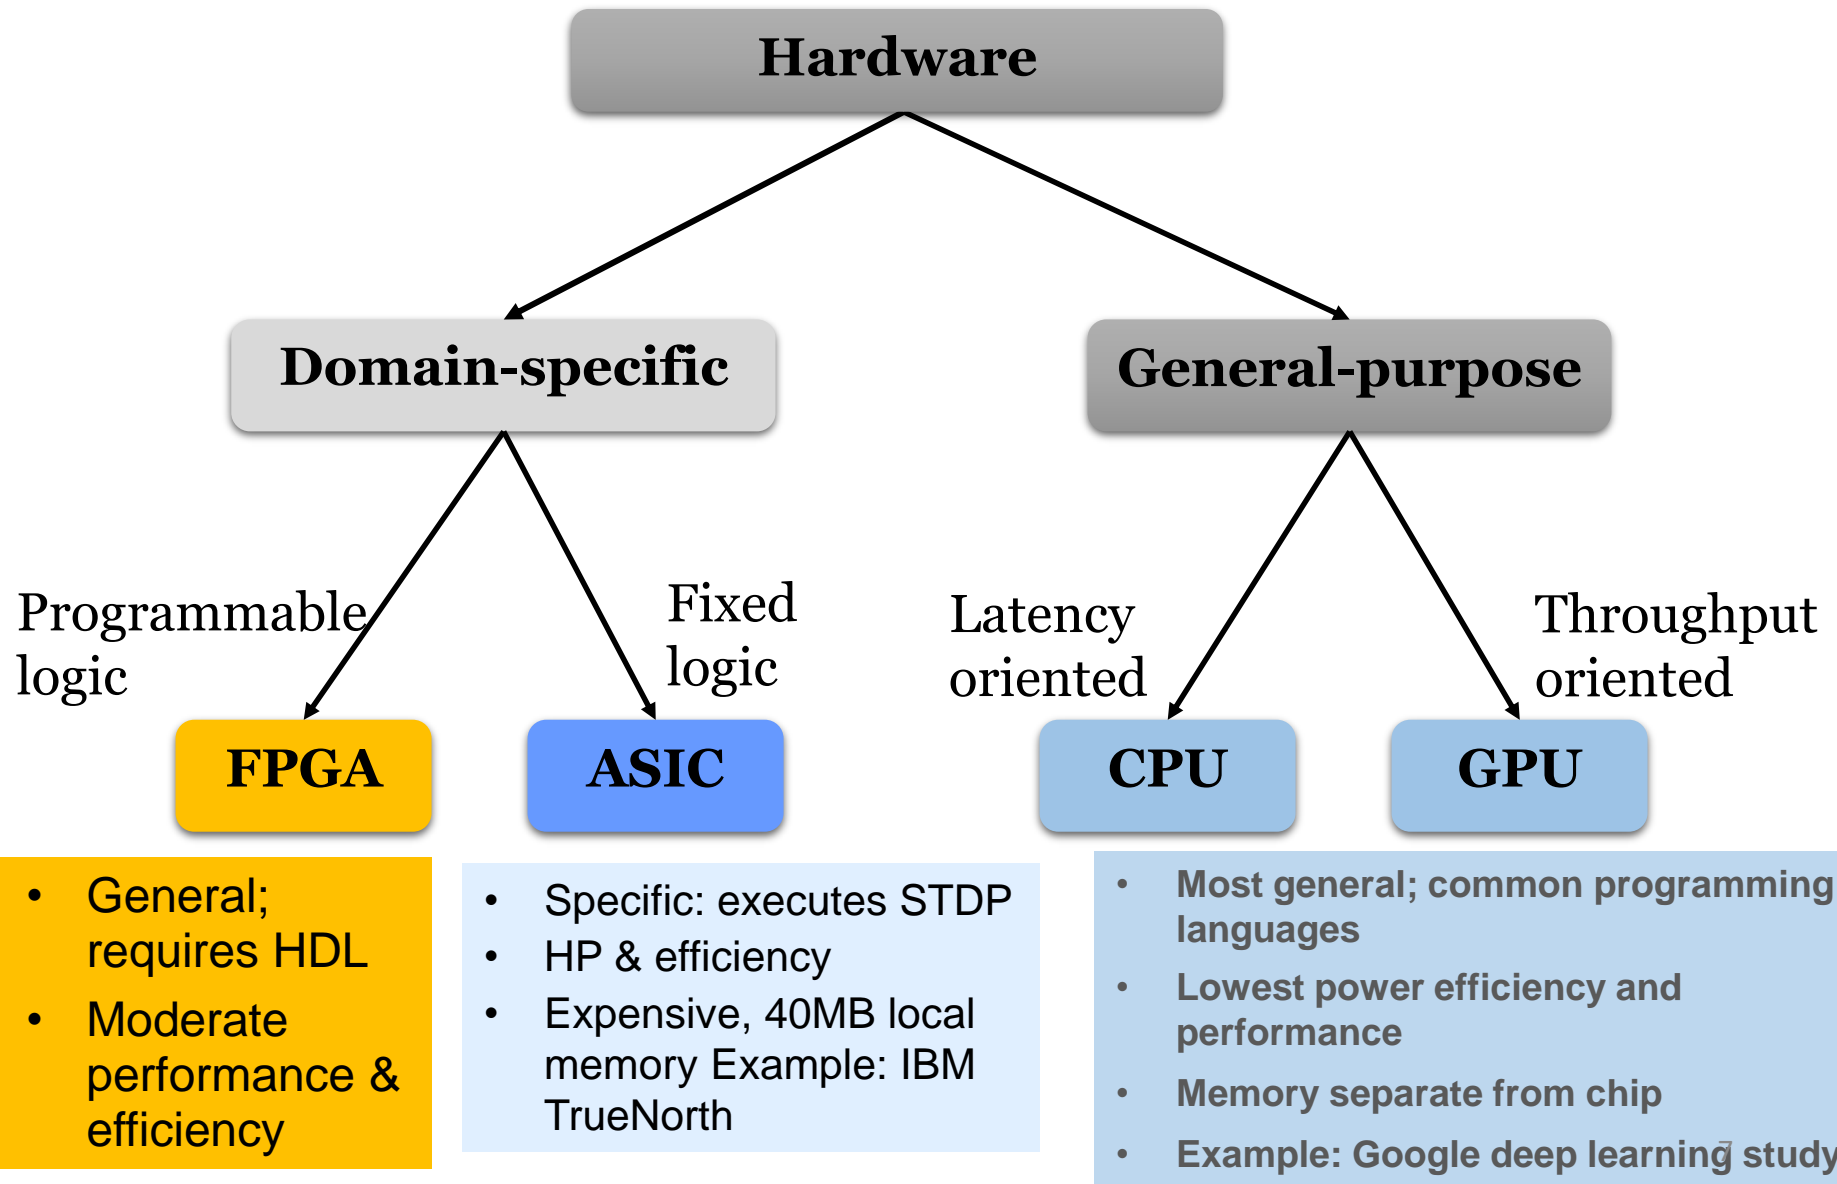 Hardware
Domain-specific
General-purpose
Programmable
logic
Fixed
logic
Latency
oriented
Throughput
oriented
FPGA
ASIC
CPU
GPU
• General;
requires HDL
• Moderate
performance &
efficiency
• Specific: executes STDP
• HP & efficiency
• Expensive, 40MB local
memory Example: IBM
TrueNorth
• Most general; common programming
languages
• Lowest power efficiency and
performance
• Memory separate from chip
• Example: Google deep learning study
7